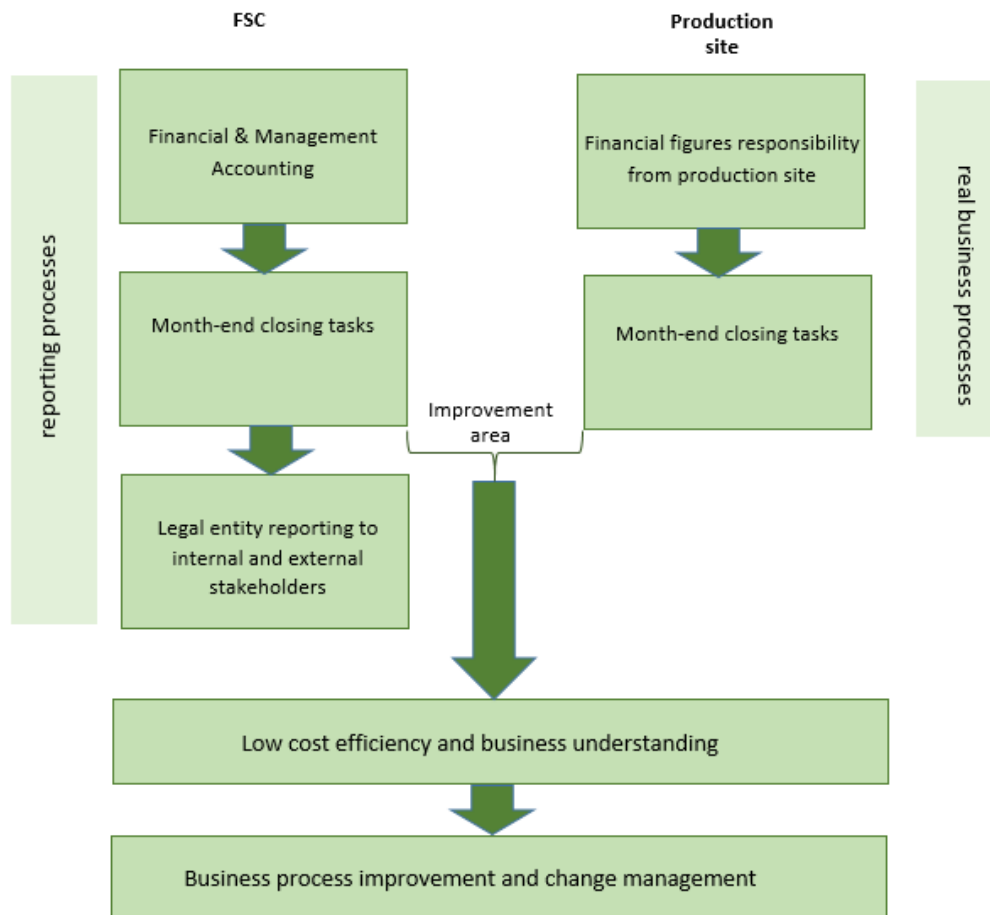 FSC
Production
site
reporting processes
Financial & Management
Accounting
Financial figures responsibility
from production site
real business processes
Month-end closing tasks
Month-end closing tasks
Improvement
area
Legal entity reporting to
internal and external
stakeholders
Low cost efficiency and business understanding
Business process improvement and change management